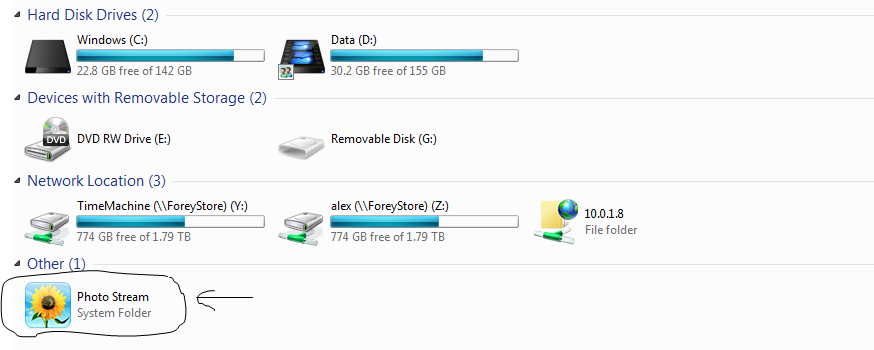 Hard Disk Drives (2)
Windows (C:)
22.8 GB free of 142 GB
Data (D:)
30.2 GB free of 155 GB
Devices with Removable Storage (2)
DVD
DVD RW Drive (E:)
Removable Disk (G:)
Network Location (3)
TimeMachine (\\ForeyStore) (Y:)
774 GB free of 1.79 TB
alex (\\ForeyStore) (Z:)
774 GB free of 1.79 TB
10.0.1.8
File folder
Other (1)
Photo Stream
System Folder